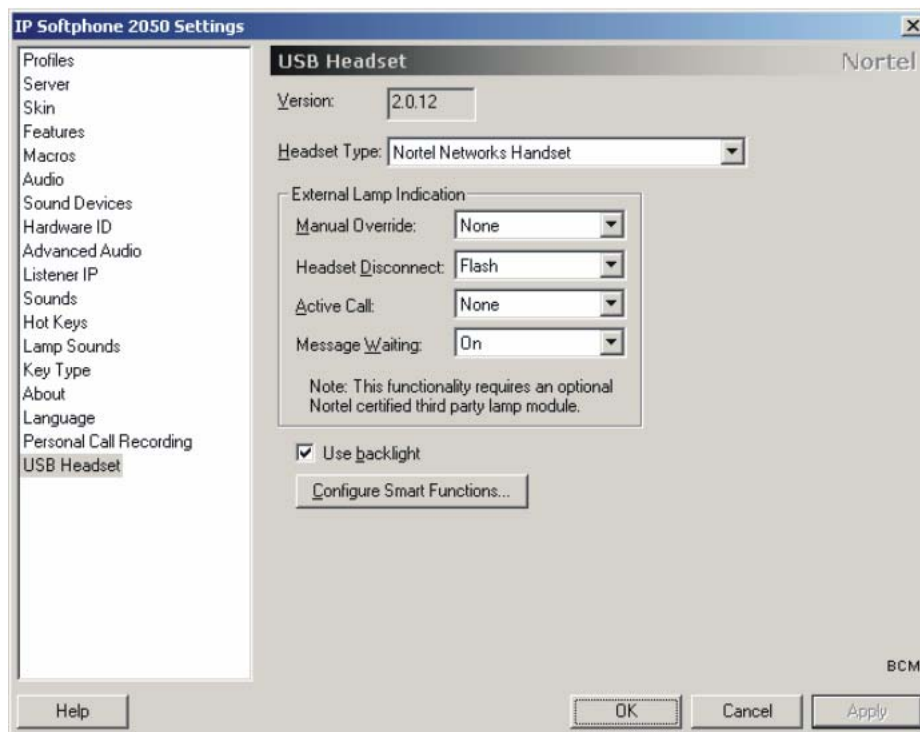 IP Softphone 2050 Settings
Profiles
Server
Skin
Features
Macros
Audio
Sound Devices
Hardware ID
Advanced Audio
Listener IP
Sounds
Hot Keys
Lamp Sounds
Key Type
About
Language
Personal Call Recording
USB Headset
USB Headset
Nortel
Version: 2.0.12
Headset Type: Nortel Networks Handset
External Lamp Indication
Manual Override: None
Headset Disconnect: Flash
Active Call: None
Message Waiting: On
Note: This functionality requires an optional
Nortel certified third party lamp module.
Use backlight
Configure Smart Functions...
BCM
Help
OK
Cancel
Apply